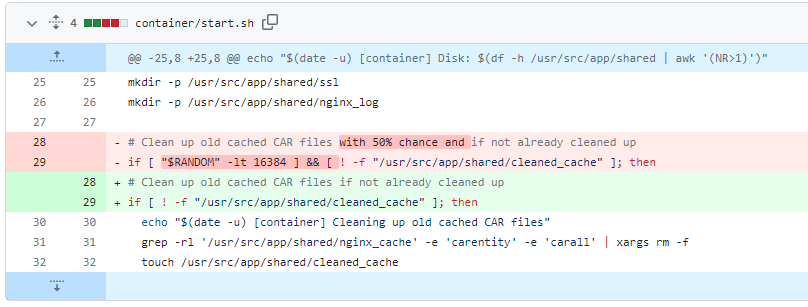 4 container/start.sh
@@ -25,8 +25,8 @@ echo "$(date -u) [container] Disk: $(df -h /usr/src/app/shared | awk '(NR>1)')"
25 25 mkdir -p /usr/src/app/shared/ssl
26 26 mkdir -p /usr/src/app/shared/nginx_log
27 27
28 - # Clean up old cached CAR files with 50% chance and if not already cleaned up
29 - if [ "$RANDOM" -lt 16384 ] && [ ! -f "/usr/src/app/shared/cleaned_cache" ]; then
28 + # Clean up old cached CAR files if not already cleaned up
29 + if [ ! -f "/usr/src/app/shared/cleaned_cache" ]; then
30 30 echo "$(date -u) [container] Cleaning up old cached CAR files"
31 31 grep -rl '/usr/src/app/shared/nginx_cache' -e 'carentity' -e 'carall' | xargs rm -f
32 32 touch /usr/src/app/shared/cleaned_cache